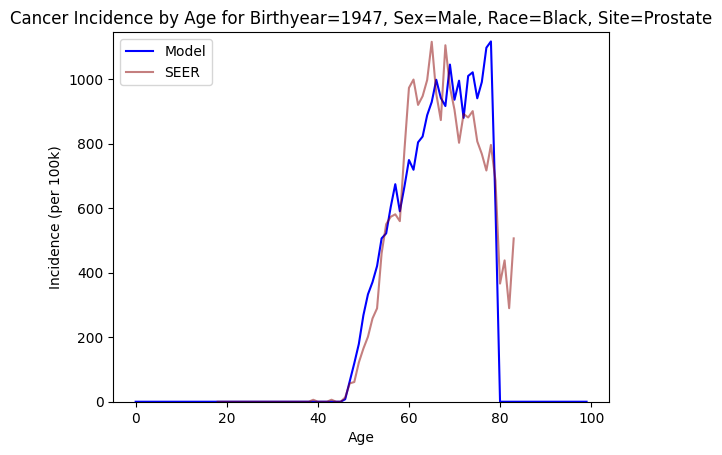 Cancer Incidence by Age for Birthyear=1947, Sex=Male, Race=Black, Site=Prostate
Model
SEER
1000
800
600
400
200
0
Incidence (per 100k)
0 20 40 60 80 100
Age